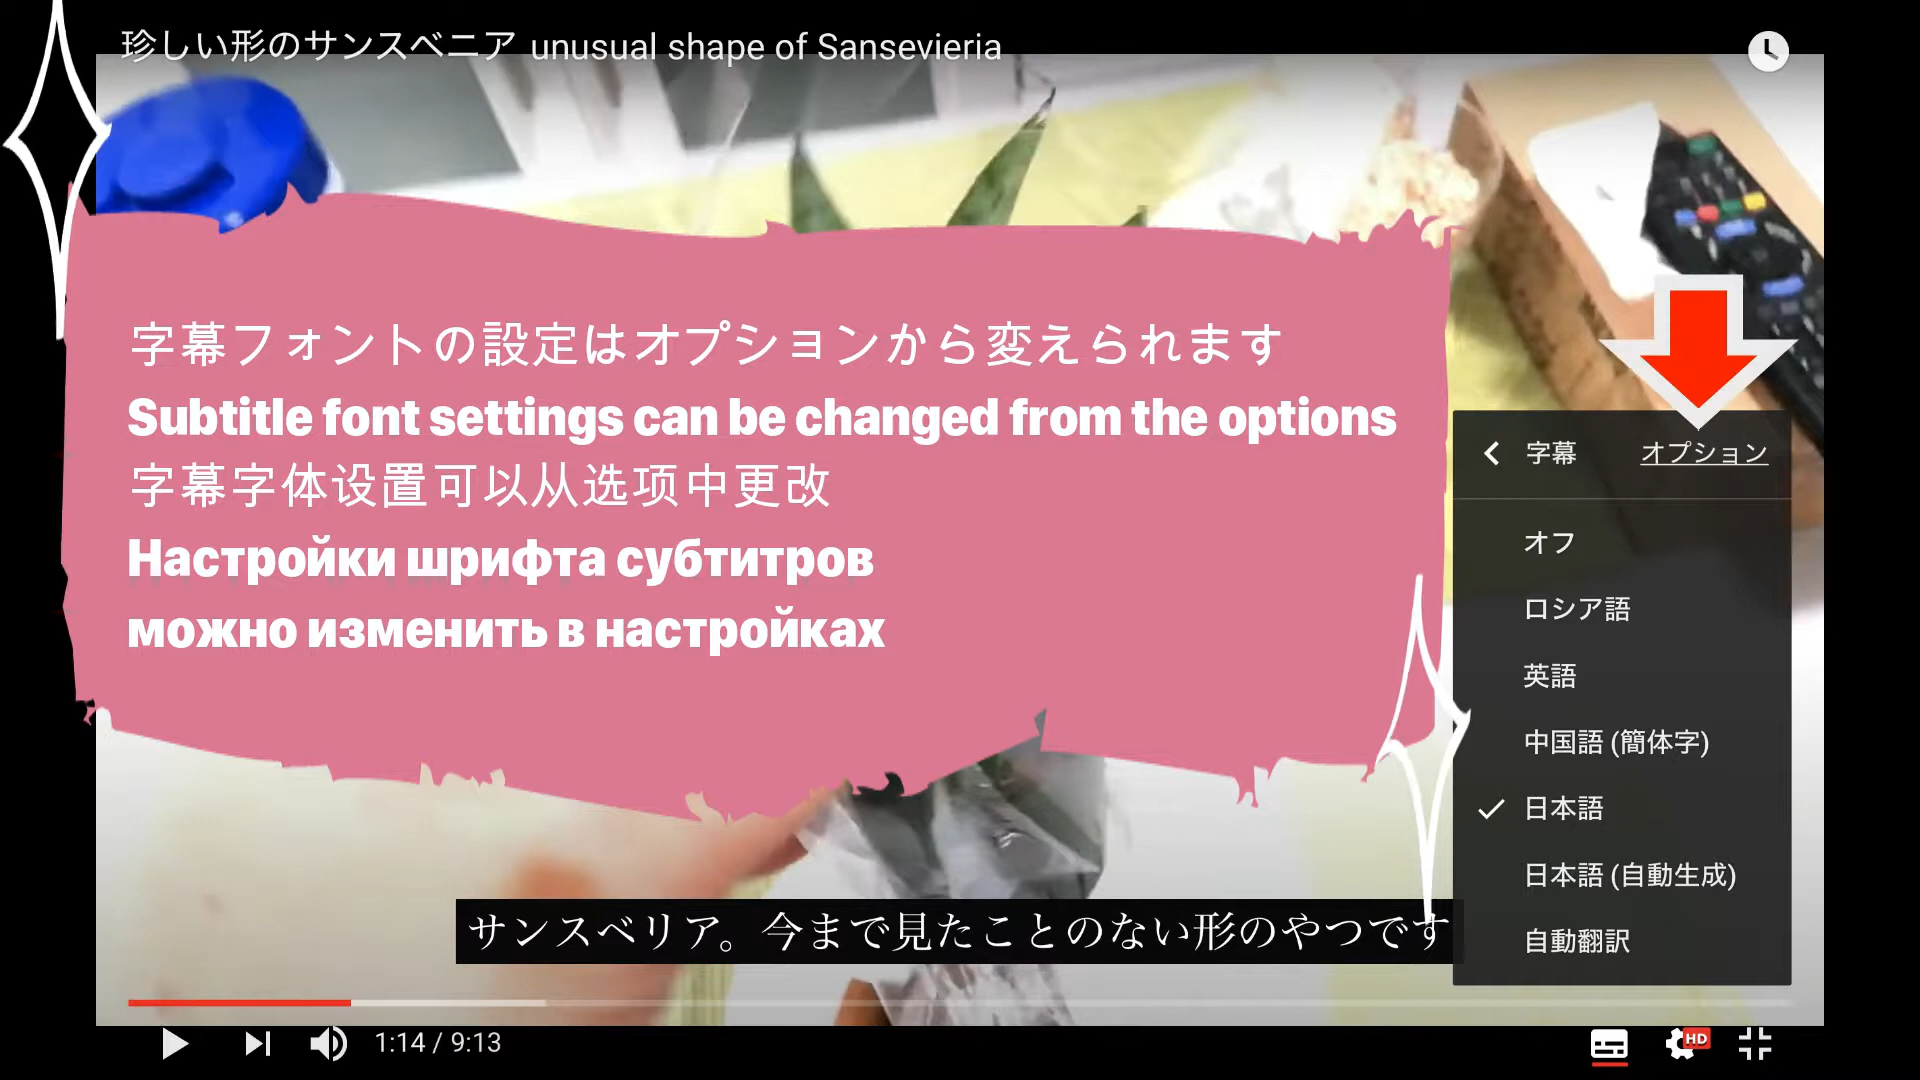 珍しい形のサンスベニア unusual shape of Sansevieria
字幕フォントの設定はオプションから変えられます
Subtitle font settings can be changed from the options
字幕字体设置可以从选项中更改
Настройки шрифта субтитров
можно изменить в настройках
字幕 オプション
オフ
ロシア語
英語
中国語 (簡体字)
日本語
日本語 (自動生成)
自動翻訳
サンスベリア。今まで見たことのない形のやつです
1:14 / 9:13
HD